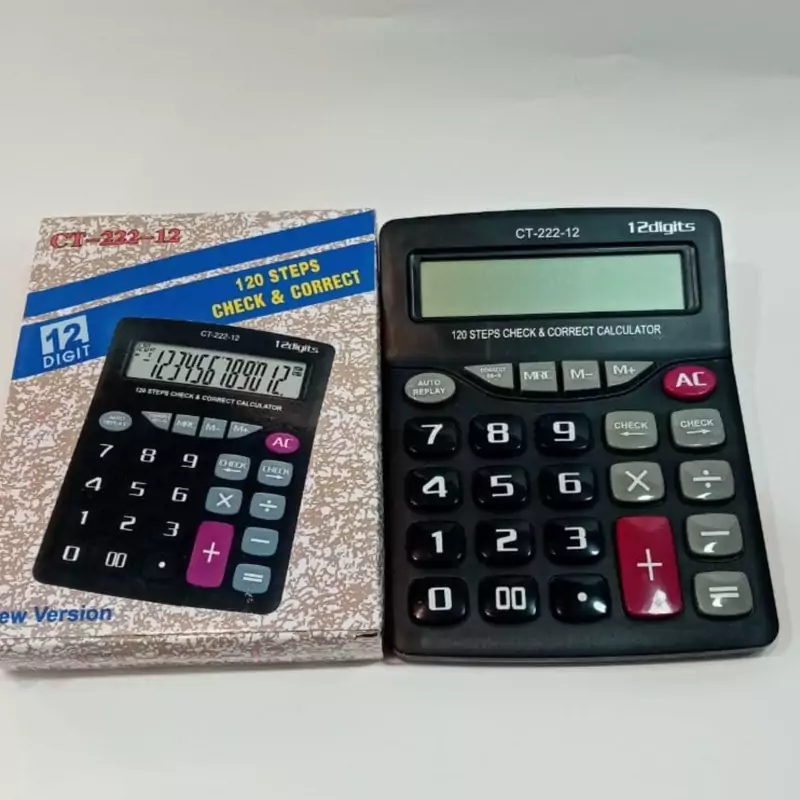 CT-222-12
120 STEPS
CHECK & CORRECT
12
DIGIT
CT-222-12
12digits
123456789012.
120 STEPS CHECK & CORRECT CALCULATOR
AUTO
REPLAY
MRC
M−
M+
AC
7 8 9
CHECK
←
CHECK
→
4 5 6 × ÷
1 2 3 + −
0 00 . =
ew Version
CT-222-12
12digits
120 STEPS CHECK & CORRECT CALCULATOR
AUTO
REPLAY
CORRECT
MRC
M−
M+
AC
7 8 9
CHECK
←
CHECK
→
4 5 6 × ÷
1 2 3 + −
0 00 . =